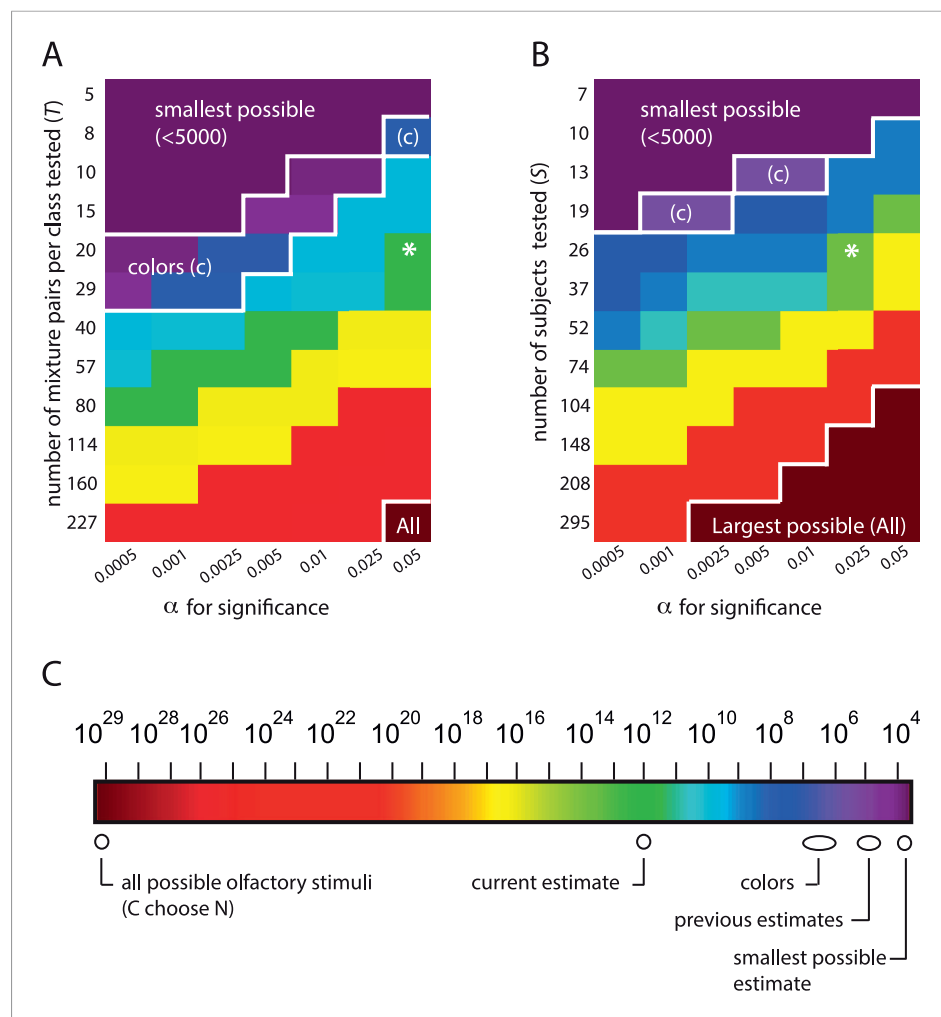 A
number of mixture pairs per class tested (T)
5
8
10
15
20
29
40
57
80
114
160
227
smallest possible
(<5000)
(c)
colors (c)
*
All
0.0005
0.001
0.0025
0.005
0.01
0.025
0.05
α for significance
B
number of subjects tested (S)
7
10
13
19
26
37
52
74
104
148
208
295
smallest possible
(<5000)
(c)
(c)
*
Largest possible (All)
0.0005
0.001
0.0025
0.005
0.01
0.025
0.05
α for significance
C
10^29 10^28 10^26 10^24 10^22 10^20 10^18 10^16 10^14 10^12 10^10 10^8 10^6 10^4
all possible olfactory stimuli
(C choose N)
current estimate
colors
previous estimates
smallest possible
estimate